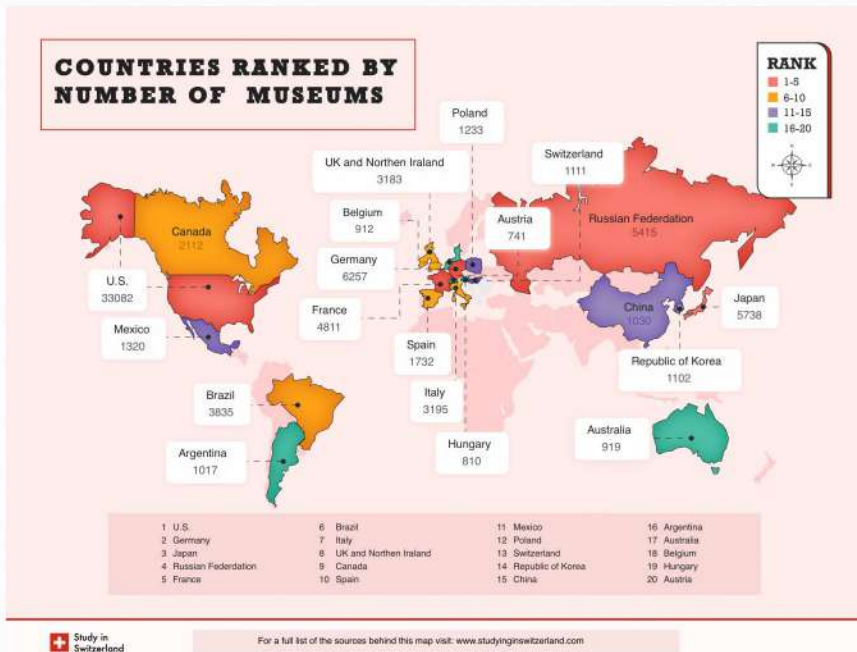 COUNTRIES RANKED BY
NUMBER OF MUSEUMS
RANK
1-5
6-10
11-15
16-20
Poland
1233
UK and Northen Iraland
3183
Switzerland
1111
Belgium
912
Austria
741
Russian Federdation
5415
Canada
2112
Germany
6257
U.S.
33082
France
4811
China
1030
Japan
5738
Mexico
1320
Spain
1732
Republic of Korea
1102
Brazil
3835
Italy
3195
Australia
919
Argentina
1017
Hungary
810
1 U.S.
2 Germany
3 Japan
4 Russian Federdation
5 France
6 Brazil
7 Italy
8 UK and Northen Iraland
9 Canada
10 Spain
11 Mexico
12 Poland
13 Switzerland
14 Republic of Korea
15 China
16 Argentina
17 Australia
18 Belgium
19 Hungary
20 Austria
Study in
Switzerland
For a full list of the sources behind this map visit: www.studyinginswitzerland.com